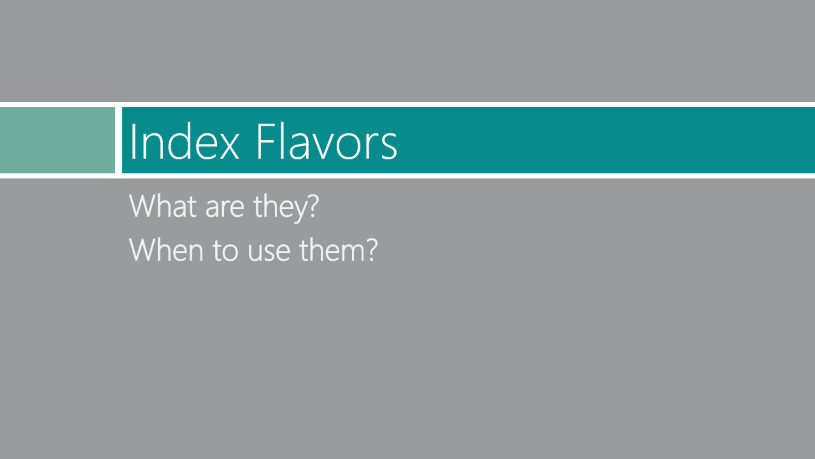 Index Flavors
What are they?
When to use them?